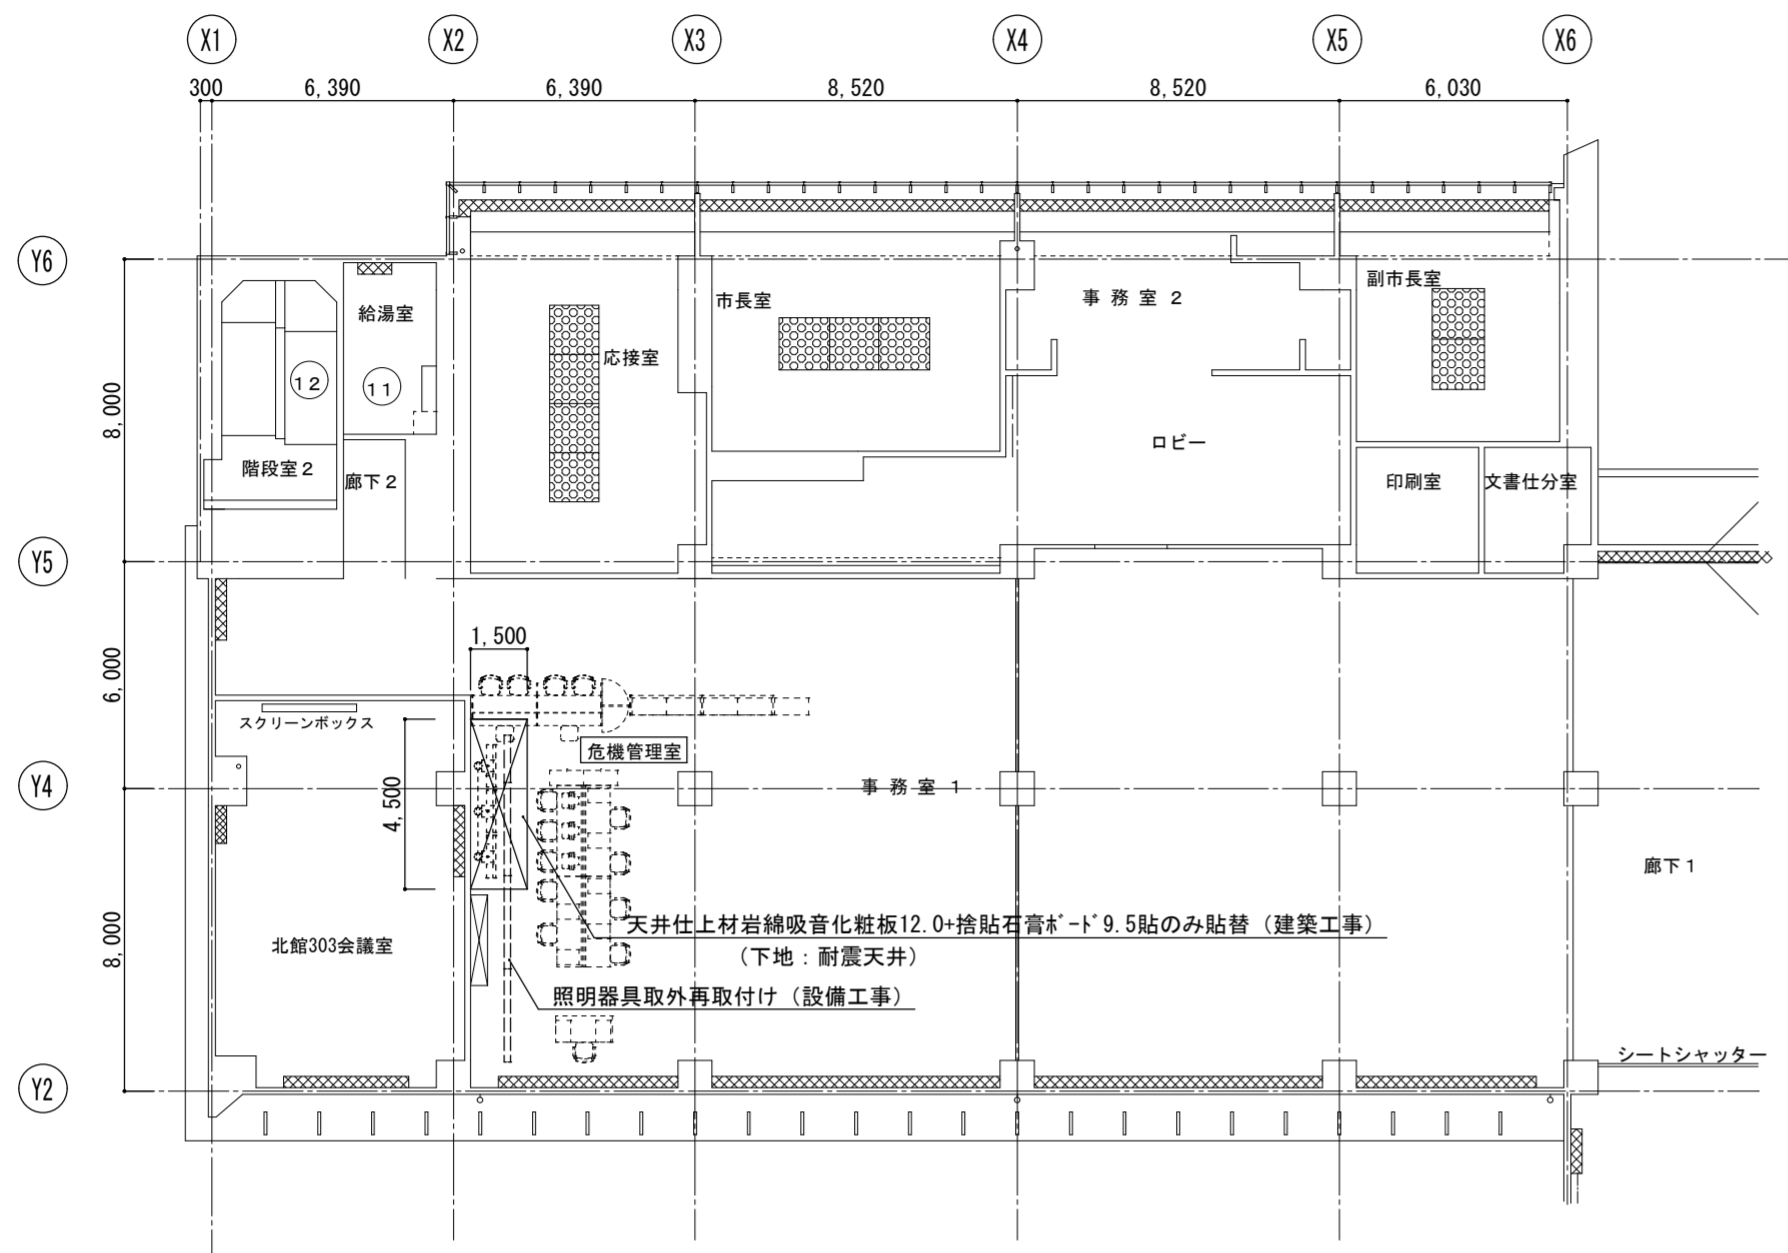 X1 X2 X3 X4 X5 X6
300 6,390 6,390 8,520 8,520 6,030
Y6
給湯室
市長室
事務室 2
副市長室
応接室
12
11
8,000
ロビー
階段室2
廊下2
印刷室
文書仕分室
Y5
1,500
6,000
スクリーンボックス
危機管理室
Y4
4,500
事務室 1
廊下1
天井仕上材岩綿吸音化粧板12.0+捨貼石膏ﾎﾞｰﾄﾞ9.5貼のみ貼替（建築工事）
（下地：耐震天井）
8,000
北館303会議室
照明器具取外再取付け（設備工事）
シートシャッター
Y2